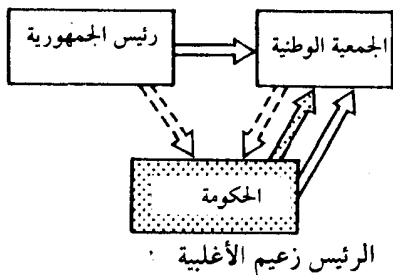 رئيس الجمهورية
الجمعية الوطنية
الحكومة
الرئيس زعيم الأغلبية